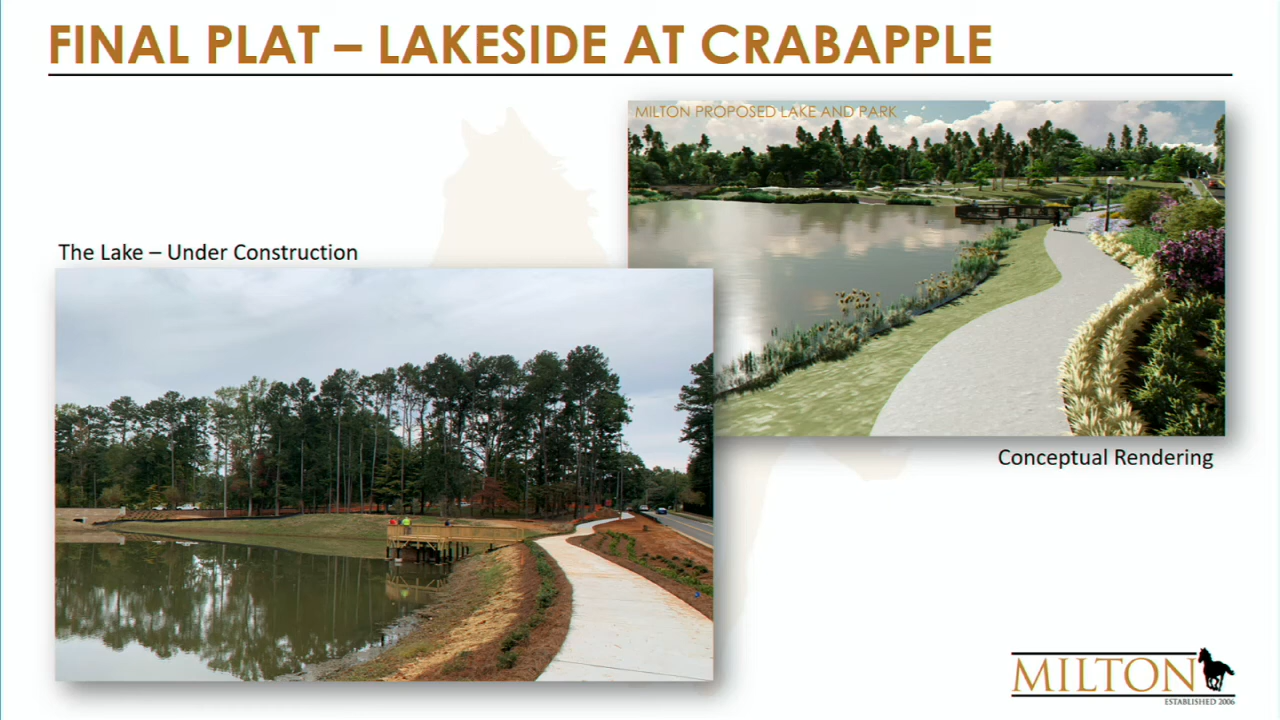 FINAL PLAT – LAKESIDE AT CRABAPPLE
MILTON PROPOSED LAKE AND PARK
The Lake – Under Construction
Conceptual Rendering
MILTON
ESTABLISHED 2006